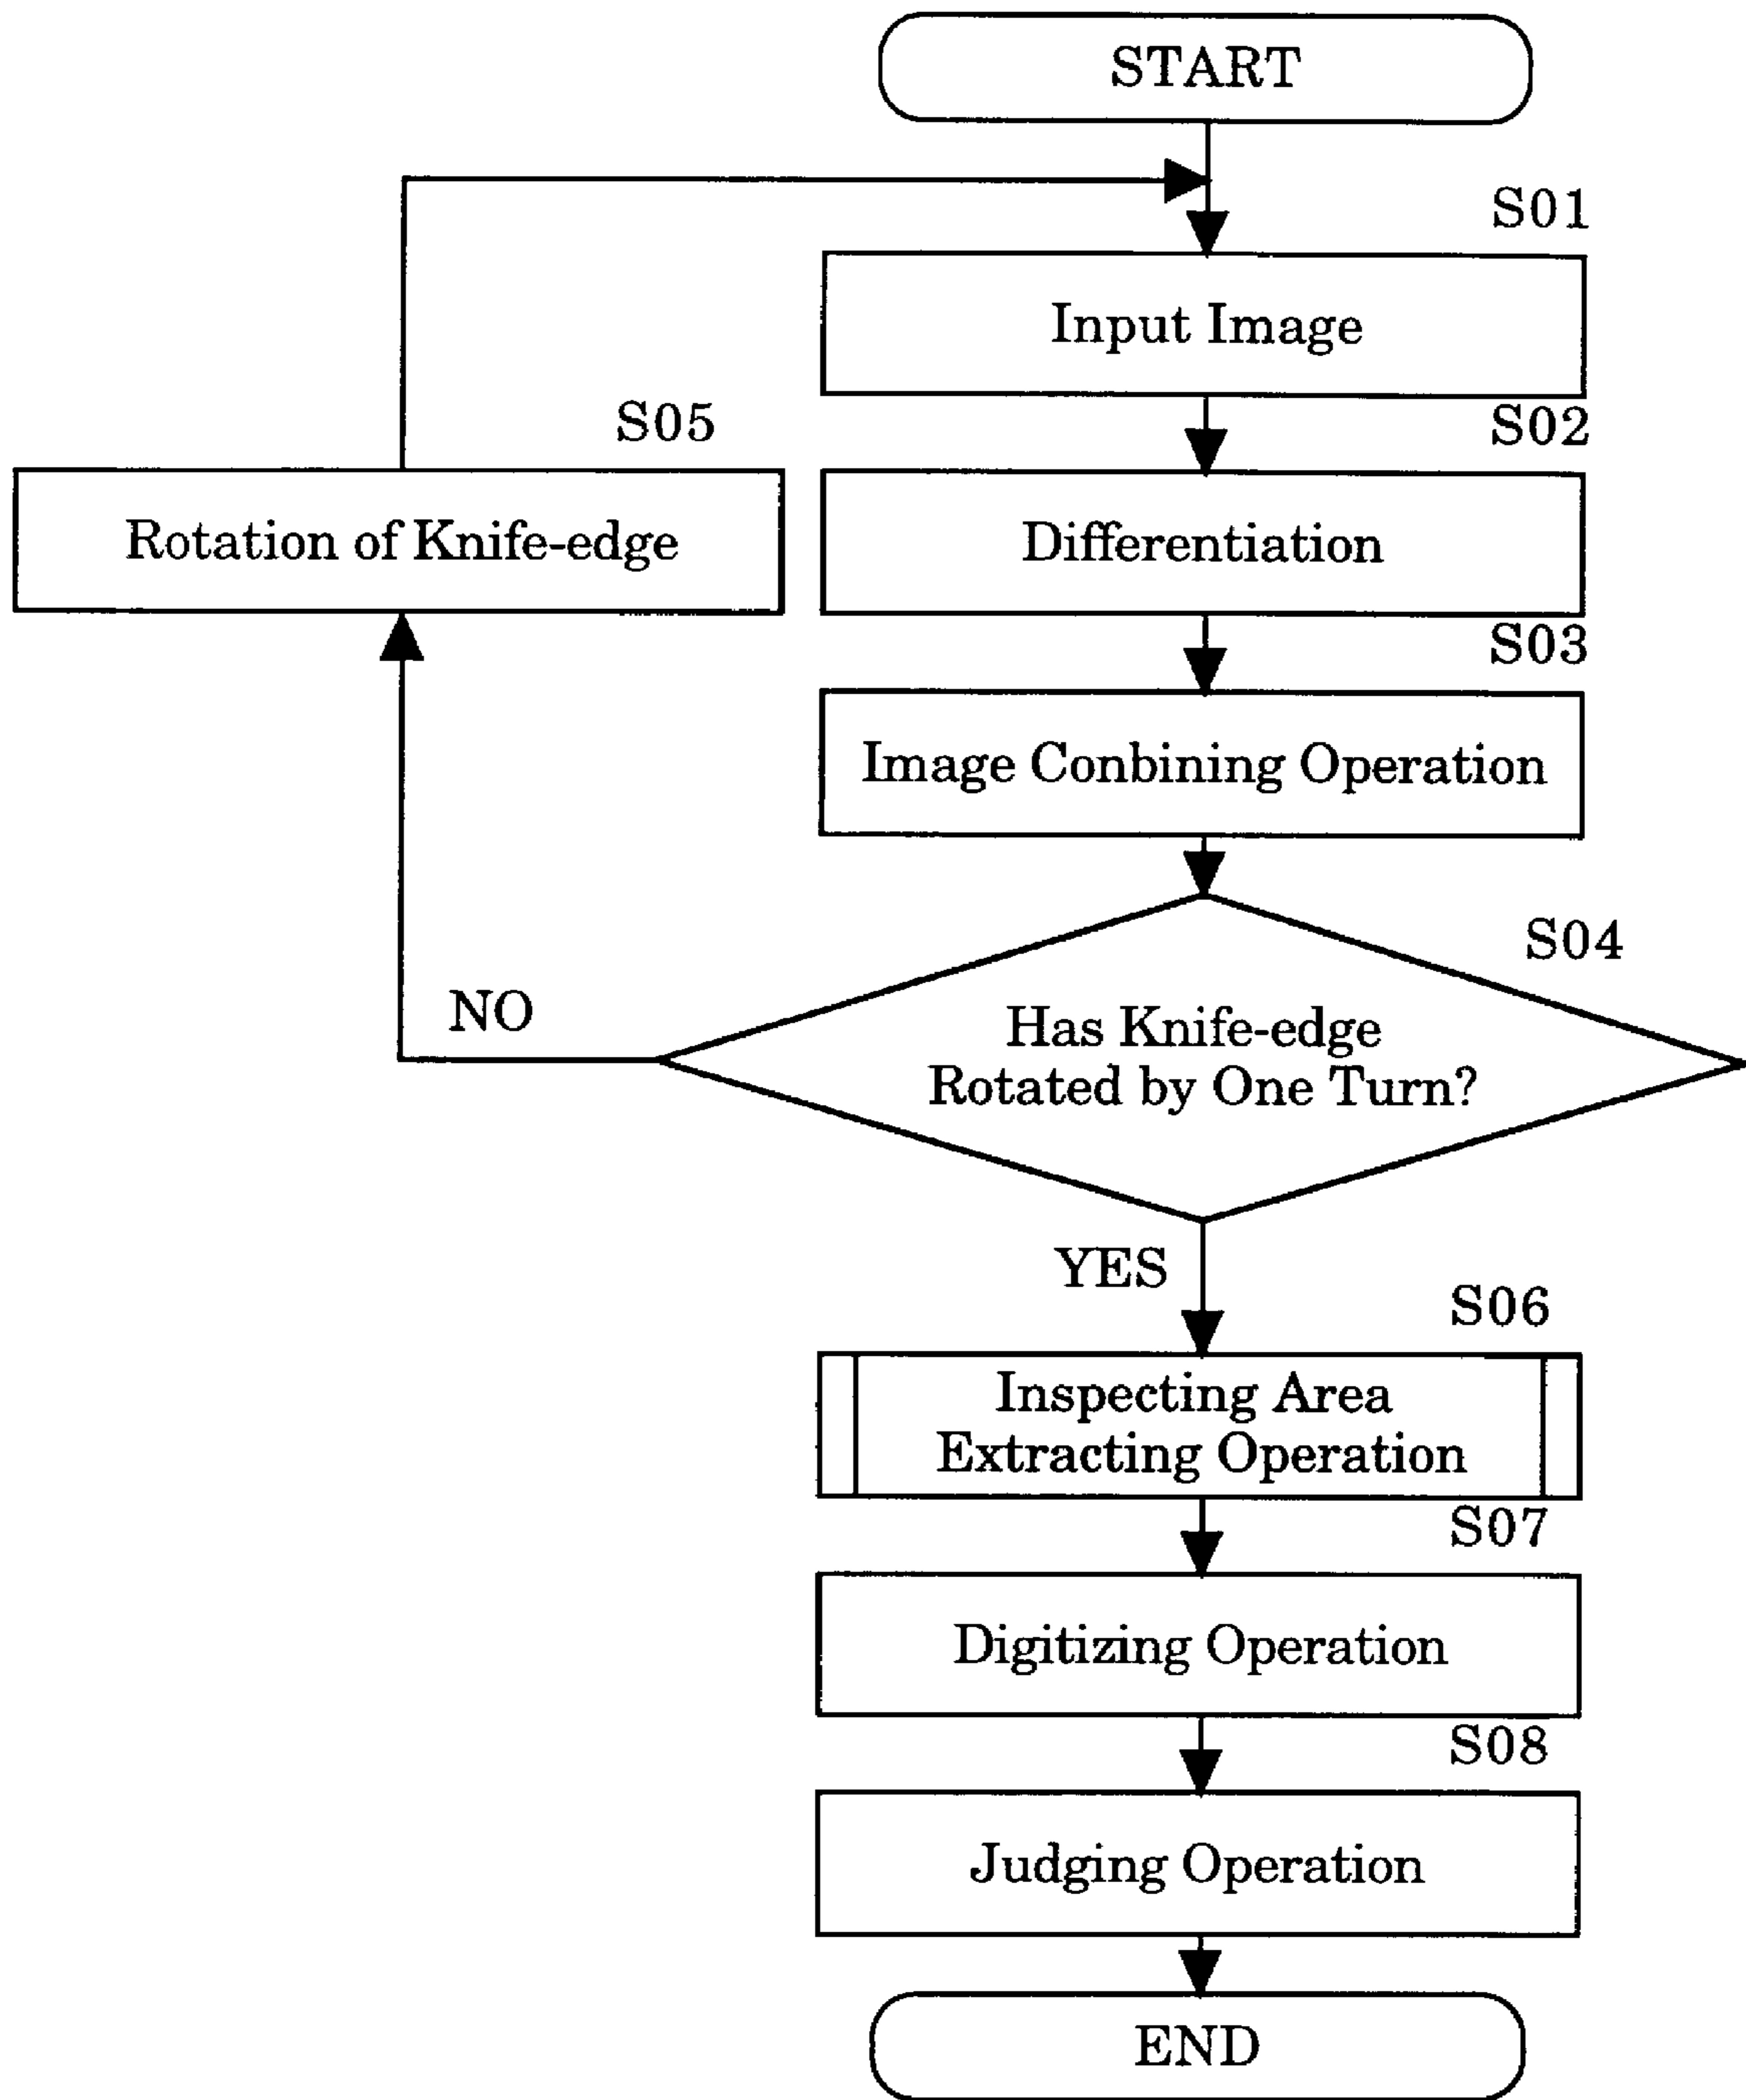 START
S01
Input Image
S05
S02
Rotation of Knife-edge
Differentiation
S03
Image Conbining Operation
S04
NO
Has Knife-edge
Rotated by One Turn?
YES
S06
Inspecting Area
Extracting Operation
S07
Digitizing Operation
S08
Judging Operation
END